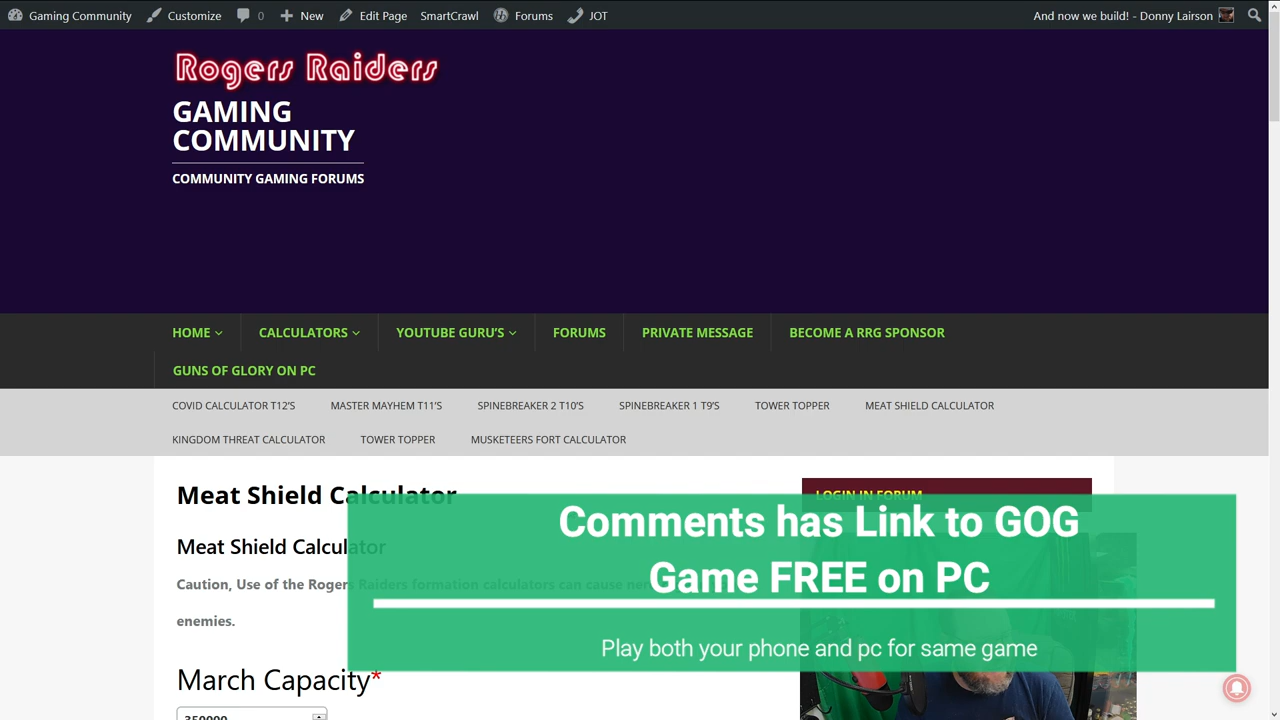 Gaming Community Customize 0 New Edit Page SmartCrawl Forums JOT And now we build! - Donny Lairson
Rogers Raiders
GAMING
COMMUNITY
COMMUNITY GAMING FORUMS
HOME CALCULATORS YOUTUBE GURU'S FORUMS PRIVATE MESSAGE BECOME A RRG SPONSOR
GUNS OF GLORY ON PC
COVID CALCULATOR T12'S MASTER MAYHEM T11'S SPINEBREAKER 2 T10'S SPINEBREAKER 1 T9'S TOWER TOPPER MEAT SHIELD CALCULATOR
KINGDOM THREAT CALCULATOR TOWER TOPPER MUSKETEERS FORT CALCULATOR
Meat Shield Calculator
LOGIN IN FORUM
Comments has Link to GOG
Game FREE on PC
Play both your phone and pc for same game
Meat Shield Calculator
Caution, Use of the Rogers Raiders formation calculators can cause
enemies.
March Capacity*
350000